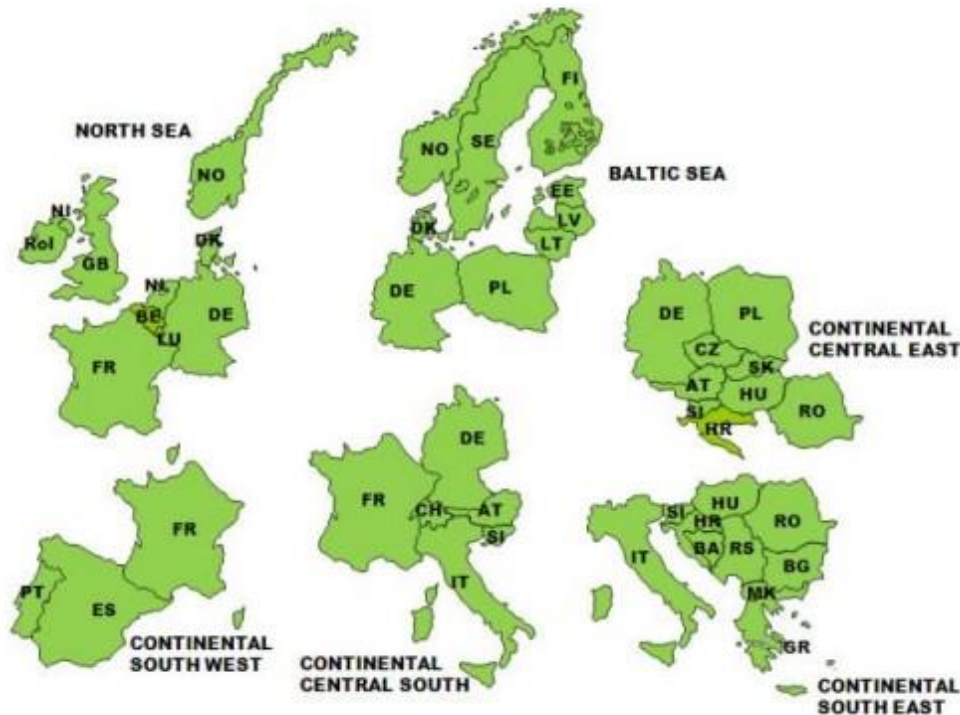 NORTH SEA
NO
NI
RoI
GB
DK
NL
BE
LU
DE
FR
FI
SE
NO
BALTIC SEA
EE
LV
LT
DK
DE
PL
DE
PL
CONTINENTAL
CENTRAL EAST
CZ
SK
AT
HU
SI
HR
RO
FR
PT
ES
CONTINENTAL
SOUTH WEST
DE
FR
CH
AT
SI
IT
CONTINENTAL
CENTRAL SOUTH
HU
SI
HR
RO
IT
BA
RS
BG
MK
GR
CONTINENTAL
SOUTH EAST